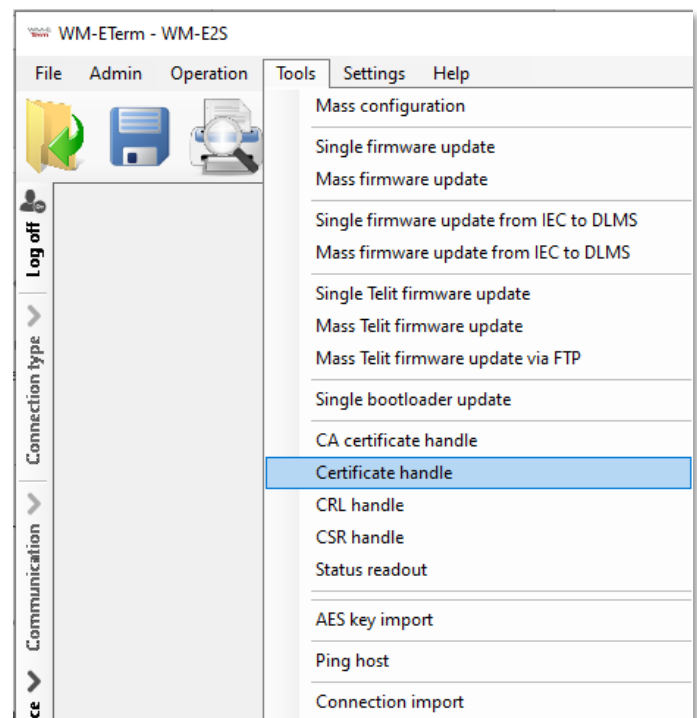 WM-E Term WM-ETerm - WM-E2S
File Admin Operation Tools Settings Help
Mass configuration
Single firmware update
Mass firmware update
Single firmware update from IEC to DLMS
Mass firmware update from IEC to DLMS
Single Telit firmware update
Mass Telit firmware update
Mass Telit firmware update via FTP
Single bootloader update
CA certificate handle
Certificate handle
CRL handle
CSR handle
Status readout
AES key import
Ping host
Connection import
Log off
Connection type
Communication
ce